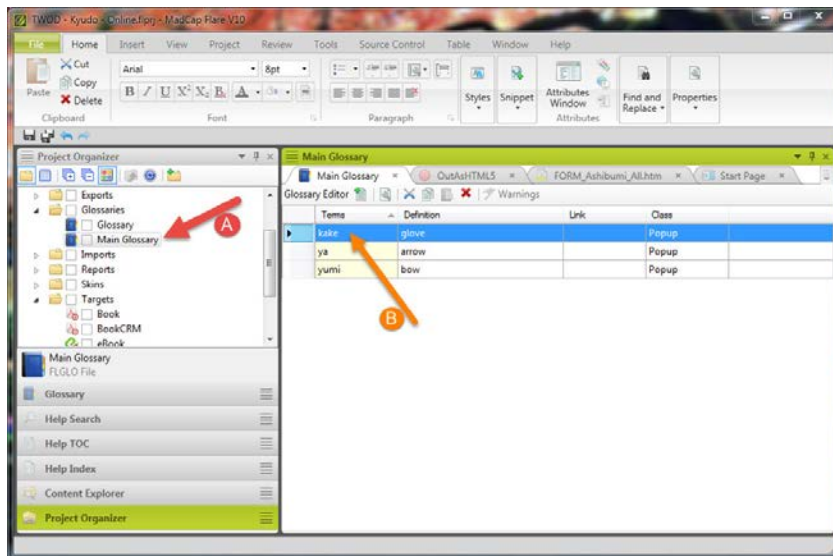 TWOD - Kyudo - Online.flprj - MadCap Flare V10
File Home Insert View Project Review Tools Source Control Table Window Help
Paste
Cut
Copy
Delete
Clipboard
Arial 8pt
B I U X² X₂ B A
Font
Paragraph
Styles
Snippet
Attributes Window
Attributes
Find and Replace
Properties
Project Organizer
Exports
Glossaries
Glossary
Main Glossary
Imports
Reports
Skins
Targets
Book
BookCRM
eBook
A
Main Glossary
FLGLO File
Glossary
Help Search
Help TOC
Help Index
Content Explorer
Project Organizer
Main Glossary
Main Glossary OutAsHTML5 FORM_Ashibumi_All.htm Start Page
Glossary Editor Warnings
Terms Definition Link Class
kake glove Popup
ya arrow Popup
yumi bow Popup
B